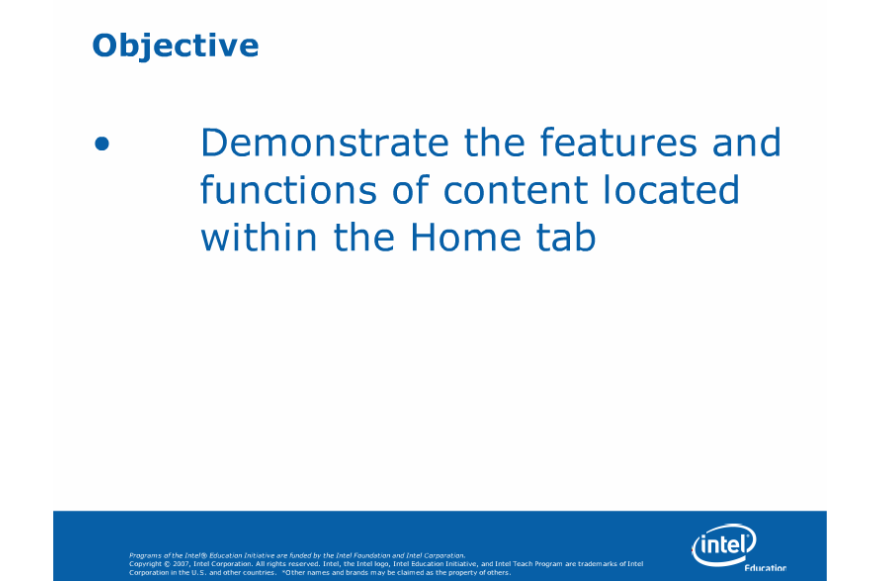 Objective
• Demonstrate the features and
functions of content located
within the Home tab
Programs of the Intel® Education Initiative are funded by the Intel Foundation and Intel Corporation.
Copyright © 2007, Intel Corporation. All rights reserved. Intel, the Intel logo, Intel Education Initiative, and Intel Teach Program are trademarks of Intel
Corporation in the U.S. and other countries. *Other names and brands may be claimed as the property of others.
intel®
Education